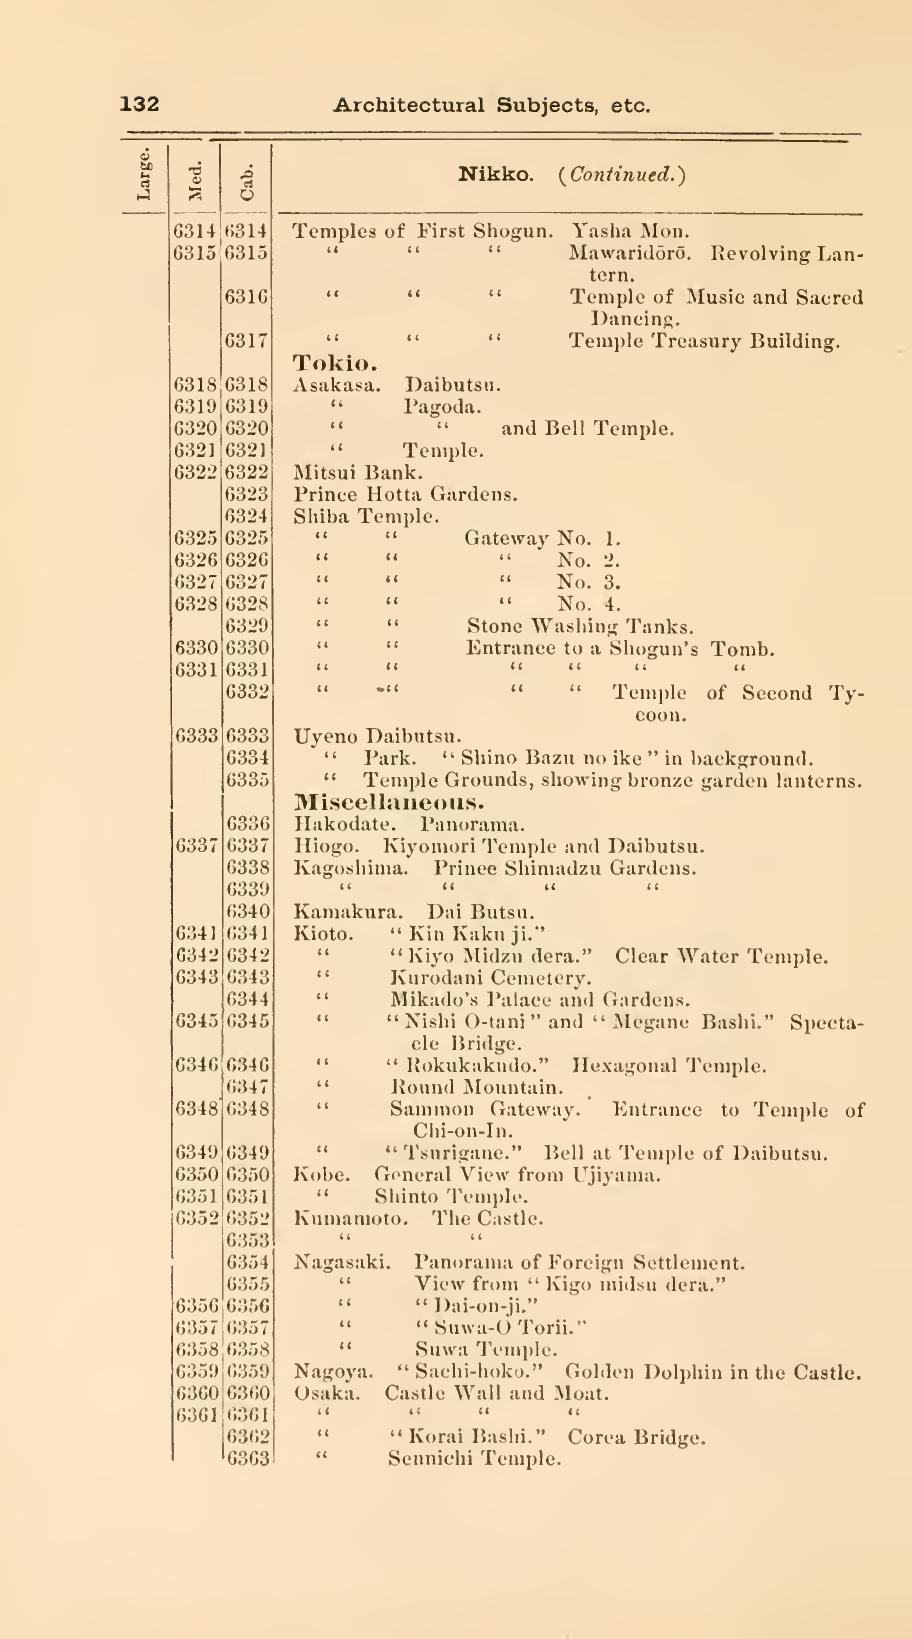 132 Architectural Subjects, etc.
Large. Med. Cab. Nikko. (Continued.)
6314 6314 Temples of First Shogun. Yasha Mon.
6315 6315 “ “ “ Mawaridōrō. Revolving Lan-
tern.
6316 “ “ “ Temple of Music and Sacred
Dancing.
6317 “ “ “ Temple Treasury Building.
Tokio.
6318 6318 Asakasa. Daibutsu.
6319 6319 “ Pagoda.
6320 6320 “ “ and Bell Temple.
6321 6321 “ Temple.
6322 6322 Mitsui Bank.
6323 Prince Hotta Gardens.
6324 Shiba Temple.
6325 6325 “ “ Gateway No. 1.
6326 6326 “ “ “ No. 2.
6327 6327 “ “ “ No. 3.
6328 6328 “ “ “ No. 4.
6329 “ “ Stone Washing Tanks.
6330 6330 “ “ Entrance to a Shogun's Tomb.
6331 6331 “ “ “ “ “ “
6332 “ “ “ “ Temple of Second Ty-
coon.
6333 6333 Uyeno Daibutsu.
6334 “ Park. “ Shino Bazu no ike ” in background.
6335 “ Temple Grounds, showing bronze garden lanterns.
Miscellaneous.
6336 Hakodate. Panorama.
6337 6337 Hiogo. Kiyomori Temple and Daibutsu.
6338 Kagoshima. Prince Shimadzu Gardens.
6339 “ “ “ “
6340 Kamakura. Dai Butsu.
6341 6341 Kioto. “ Kin Kaku ji.”
6342 6342 “ “ Kiyo Midzu dera.” Clear Water Temple.
6343 6343 “ Kurodani Cemetery.
6344 “ Mikado's Palace and Gardens.
6345 6345 “ “ Nishi O-tani ” and “ Megane Bashi.” Specta-
cle Bridge.
6346 6346 “ “ Rokukakudo.” Hexagonal Temple.
6347 “ Round Mountain.
6348 6348 “ Sammon Gateway. Entrance to Temple of
Chi-on-In.
6349 6349 “ “ Tsurigane.” Bell at Temple of Daibutsu.
6350 6350 Kobe. General View from Ujiyama.
6351 6351 “ Shinto Temple.
6352 6352 Kumamoto. The Castle.
6353 “ “
6354 Nagasaki. Panorama of Foreign Settlement.
6355 “ View from “ Kigo midsu dera.”
6356 6356 “ “ Dai-on-ji.”
6357 6357 “ “ Suwa-O Torii.”
6358 6358 “ Suwa Temple.
6359 6359 Nagoya. “ Sachi-hoko.” Golden Dolphin in the Castle.
6360 6360 Osaka. Castle Wall and Moat.
6361 6361 “ “ “ “
6362 “ “ Korai Bashi.” Corea Bridge.
6363 “ Sennichi Temple.